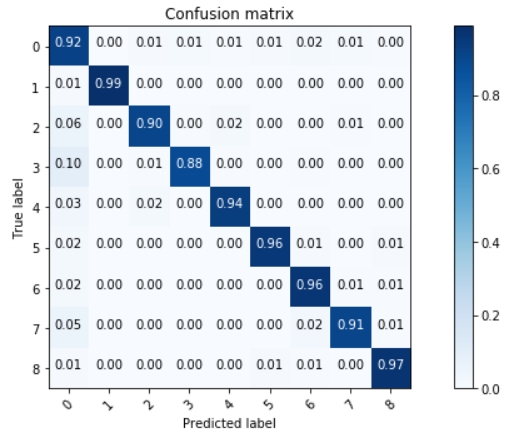 Confusion matrix
0 0.92 0.00 0.01 0.01 0.01 0.01 0.02 0.01 0.00
1 0.01 0.99 0.00 0.00 0.00 0.00 0.00 0.00 0.00
2 0.06 0.00 0.90 0.00 0.02 0.00 0.00 0.01 0.00
3 0.10 0.00 0.01 0.88 0.00 0.00 0.00 0.00 0.00
4 0.03 0.00 0.02 0.00 0.94 0.00 0.00 0.00 0.00
5 0.02 0.00 0.00 0.00 0.00 0.96 0.01 0.00 0.01
6 0.02 0.00 0.00 0.00 0.00 0.00 0.96 0.01 0.01
7 0.05 0.00 0.00 0.00 0.00 0.00 0.02 0.91 0.01
8 0.01 0.00 0.00 0.00 0.00 0.01 0.01 0.00 0.97
0 1 2 3 4 5 6 7 8
True label
Predicted label
0.8
0.6
0.4
0.2
0.0